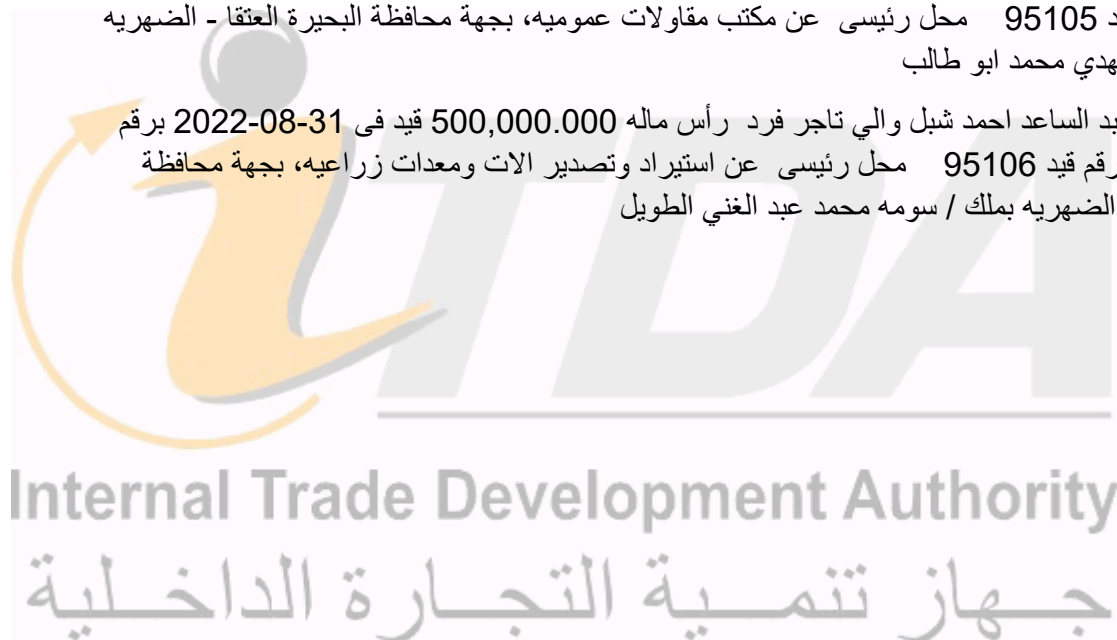 د 95105 محل رئيسى عن مكتب مقاولات عموميه، بجهة محافظة البحيرة العتقا - الضهريه
هدي محمد ابو طالب
بد الساعد احمد شبل والي تاجر فرد رأس ماله 500,000.000 قيد فى 31-08-2022 برقم
رقم قيد 95106 محل رئيسى عن استيراد وتصدير الات ومعدات زراعيه، بجهة محافظة
الضهريه بملك / سومه محمد عبد الغني الطويل
iTDA
Internal Trade Development Authority
جهاز تنمية التجارة الداخلية